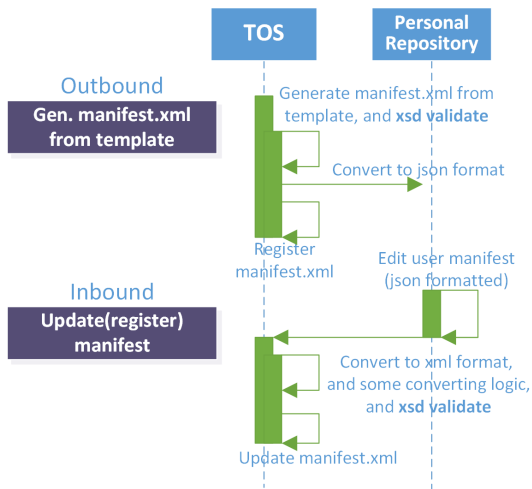 TOS
Personal
Repository
Outbound
Gen. manifest.xml
from template
Generate manifest.xml from
template, and xsd validate
Convert to json format
Register
manifest.xml
Edit user manifest
(json formatted)
Inbound
Update(register)
manifest
Convert to xml format,
and some converting logic,
and xsd validate
Update manifest.xml